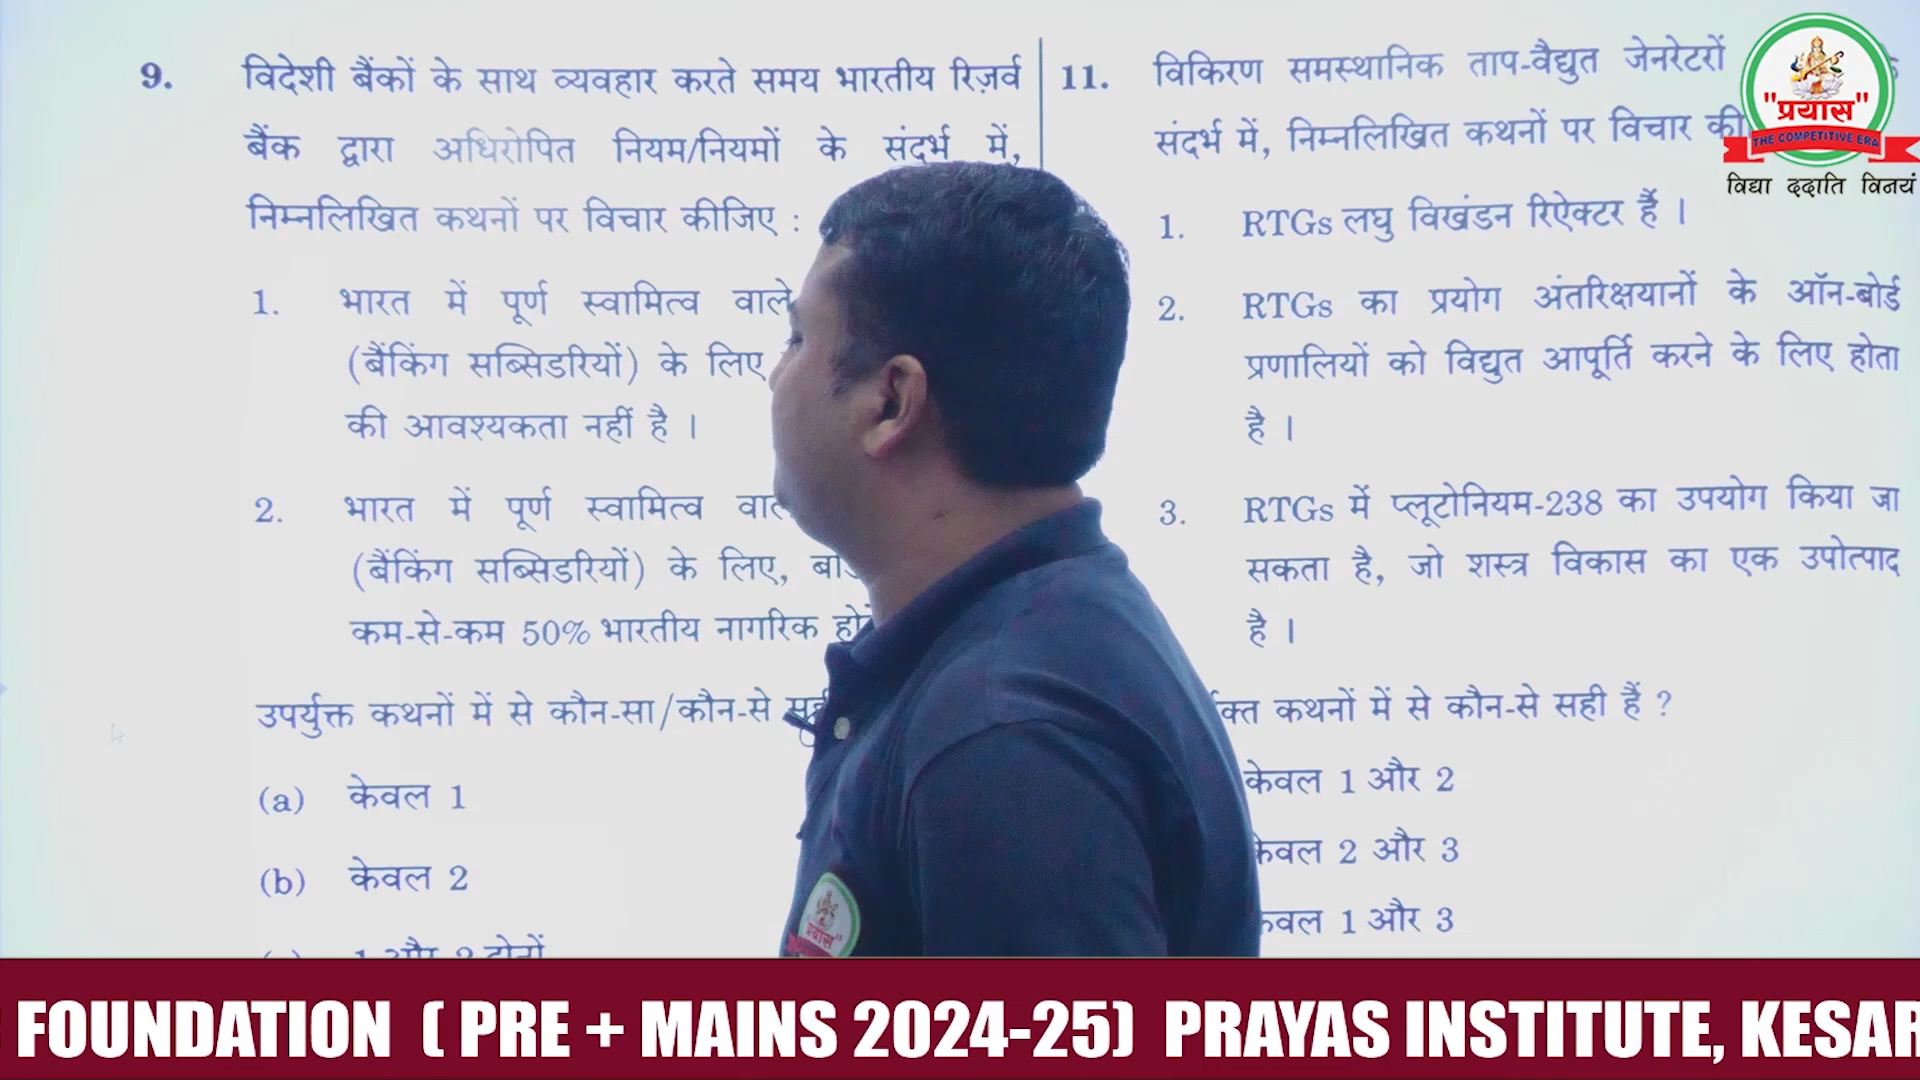 9. विदेशी बैंकों के साथ व्यवहार करते समय भारतीय रिज़र्व
बैंक द्वारा अधिरोपित नियम/नियमों के संदर्भ में,
निम्नलिखित कथनों पर विचार कीजिए :
1. भारत में पूर्ण स्वामित्व वाले
(बैंकिंग सब्सिडरियों) के लिए
की आवश्यकता नहीं है ।
2. भारत में पूर्ण स्वामित्व
(बैंकिंग सब्सिडरियों) के लिए,
कम-से-कम 50% भारतीय नागरिक
उपर्युक्त कथनों में से कौन-सा/कौन-से
(a) केवल 1
(b) केवल 2
11. विकिरण समस्थानिक ताप-वैद्युत जेनरेटरों
संदर्भ में, निम्नलिखित कथनों पर विचार
1. RTGs लघु विखंडन रिऐक्टर हैं ।
2. RTGs का प्रयोग अंतरिक्षयानों के ऑन-बोर्ड
प्रणालियों को विद्युत आपूर्ति करने के लिए होता
है ।
3. RTGs में प्लूटोनियम-238 का उपयोग किया जा
सकता है, जो शस्त्र विकास का एक उपोत्पाद
है ।
कथनों में से कौन-से सही हैं ?
केवल 1 और 2
केवल 2 और 3
केवल 1 और 3
"प्रयास"
THE COMPETITIVE ERA
विद्या ददाति विनयं
"प्रयास"
FOUNDATION ( PRE + MAINS 2024-25) PRAYAS INSTITUTE, KESAR